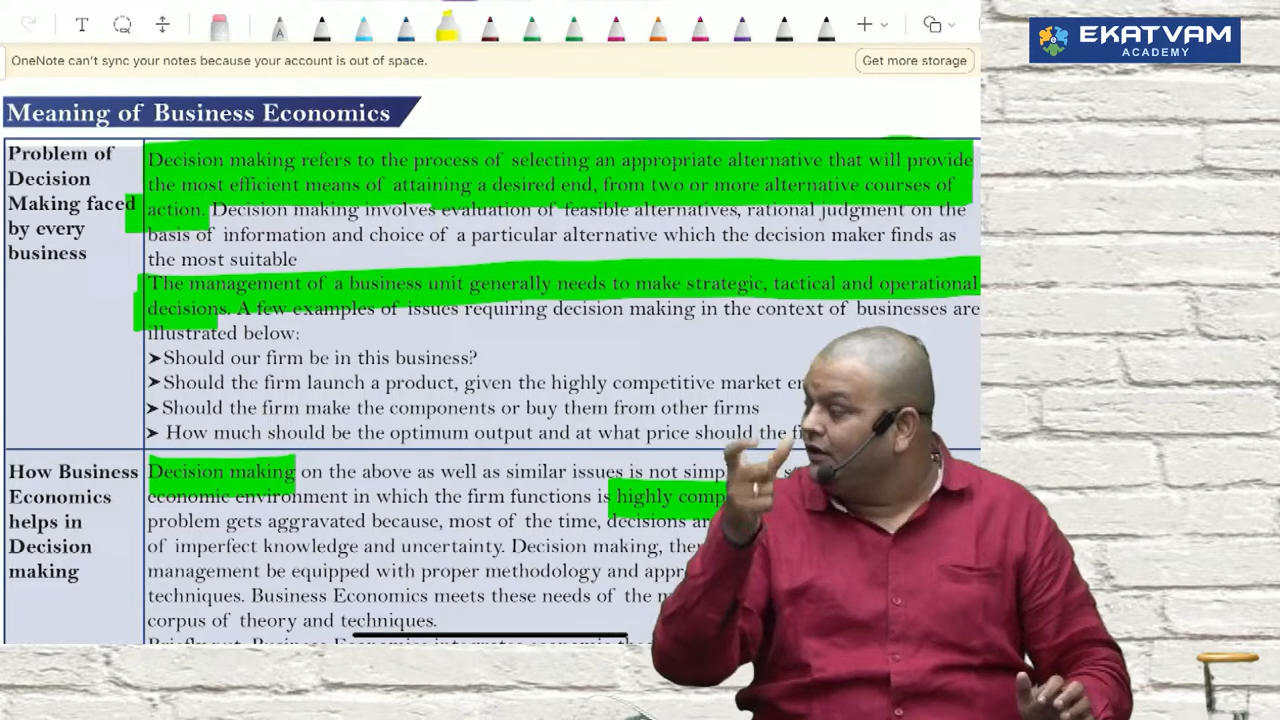 EKATVAM
ACADEMY
OneNote can't sync your notes because your account is out of space.
Get more storage
Meaning of Business Economics
Problem of
Decision
Making faced
by every
business
Decision making refers to the process of selecting an appropriate alternative that will provide
the most efficient means of attaining a desired end, from two or more alternative courses of
action. Decision making involves evaluation of feasible alternatives, rational judgment on the
basis of information and choice of a particular alternative which the decision maker finds as
the most suitable
The management of a business unit generally needs to make strategic, tactical and operational
decisions. A few examples of issues requiring decision making in the context of businesses are
illustrated below:
➤Should our firm be in this business?
➤Should the firm launch a product, given the highly competitive market
➤Should the firm make the components or buy them from other firms
➤ How much should be the optimum output and at what price should the
How Business
Economics
helps in
Decision
making
Decision making on the above as well as similar issues is not
economic environment in which the firm functions is highly
problem gets aggravated because, most of the time, decisions
of imperfect knowledge and uncertainty. Decision making,
management be equipped with proper methodology and
techniques. Business Economics meets these needs of the
corpus of theory and techniques.